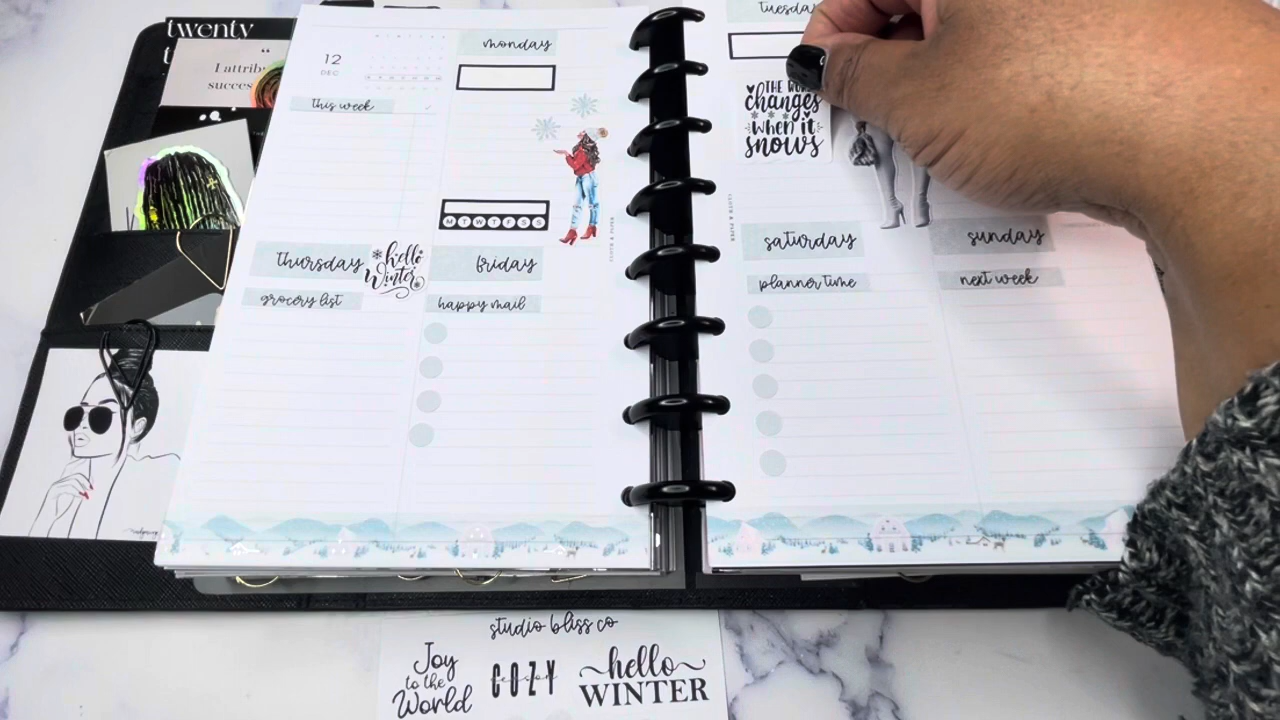 twenty
I attrib
succes
12
DEC
this week
monday
M T W T F S S
Thursday
hello
Winter
friday
grocery list
happy mail
tuesday
THE WOR
changes
when it
snows
saturday
sunday
planner time
next week
studio bliss co
Joy
to the
World
COZY
hello
WINTER